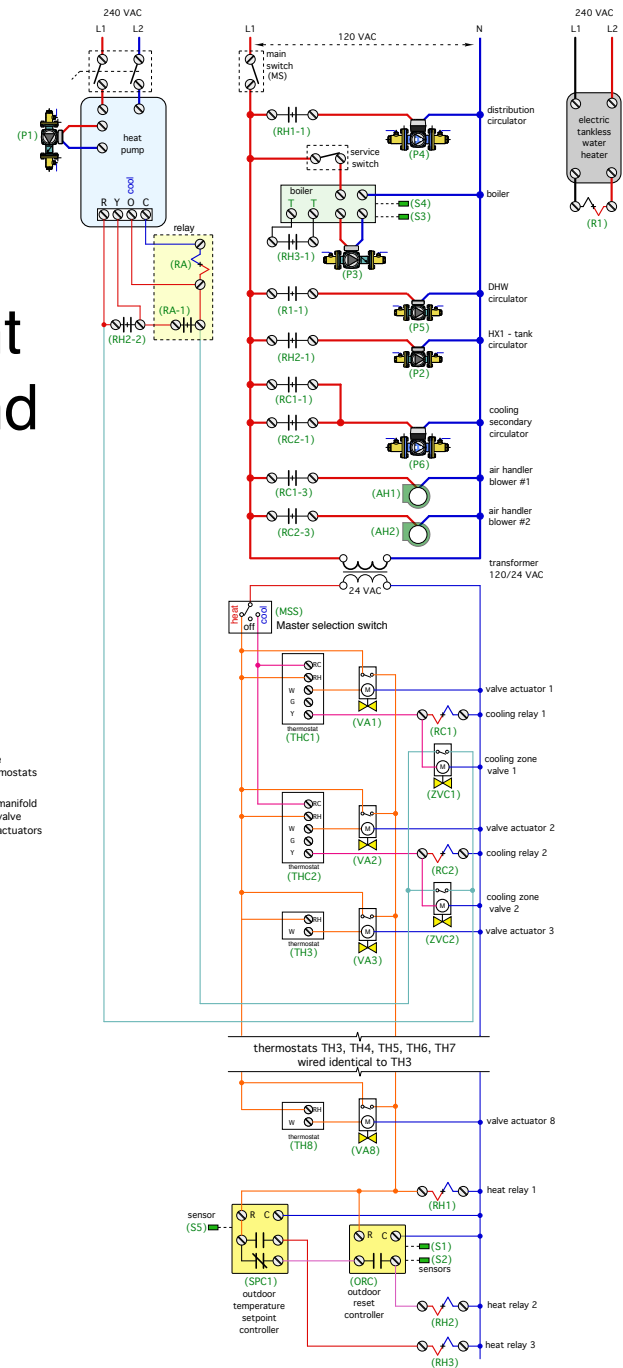 240 VAC
L1 L2
(P1)
heat
pump
cool
R Y O C
relay
(RA)
(RA-1)
(RH2-2)
L1
120 VAC
N
main
switch
(MS)
(RH1-1)
(P4)
distribution
circulator
service
switch
boiler
T T
(S4)
(S3)
boiler
(RH3-1)
(P3)
(R1-1)
(P5)
DHW
circulator
(RH2-1)
(P2)
HX1 - tank
circulator
(RC1-1)
(RC2-1)
(P6)
cooling
secondary
circulator
(RC1-3)
(AH1)
air handler
blower #1
(RC2-3)
(AH2)
air handler
blower #2
240 VAC
L1 L2
electric
tankless
water
heater
(R1)
t
nd
transformer
120/24 VAC
24 VAC
heat
off
cool
(MSS)
Master selection switch
RC
RH
W
G
Y
thermostat
(THC1)
M
(VA1)
valve actuator 1
cooling relay 1
(RC1)
M
(ZVC1)
cooling zone
valve 1
e
mostats
manifold
valve
actuators
RC
RH
W
G
Y
thermostat
(THC2)
M
(VA2)
valve actuator 2
cooling relay 2
(RC2)
M
(ZVC2)
cooling zone
valve 2
RH
W
thermostat
(TH3)
M
(VA3)
valve actuator 3
thermostats TH3, TH4, TH5, TH6, TH7
wired identical to TH3
RH
W
thermostat
(TH8)
M
(VA8)
valve actuator 8
heat relay 1
(RH1)
sensor
(S5)
R C
(SPC1)
outdoor
temperature
setpoint
controller
R C
(S1)
(S2)
sensors
(ORC)
outdoor
reset
controller
heat relay 2
(RH2)
heat relay 3
(RH3)